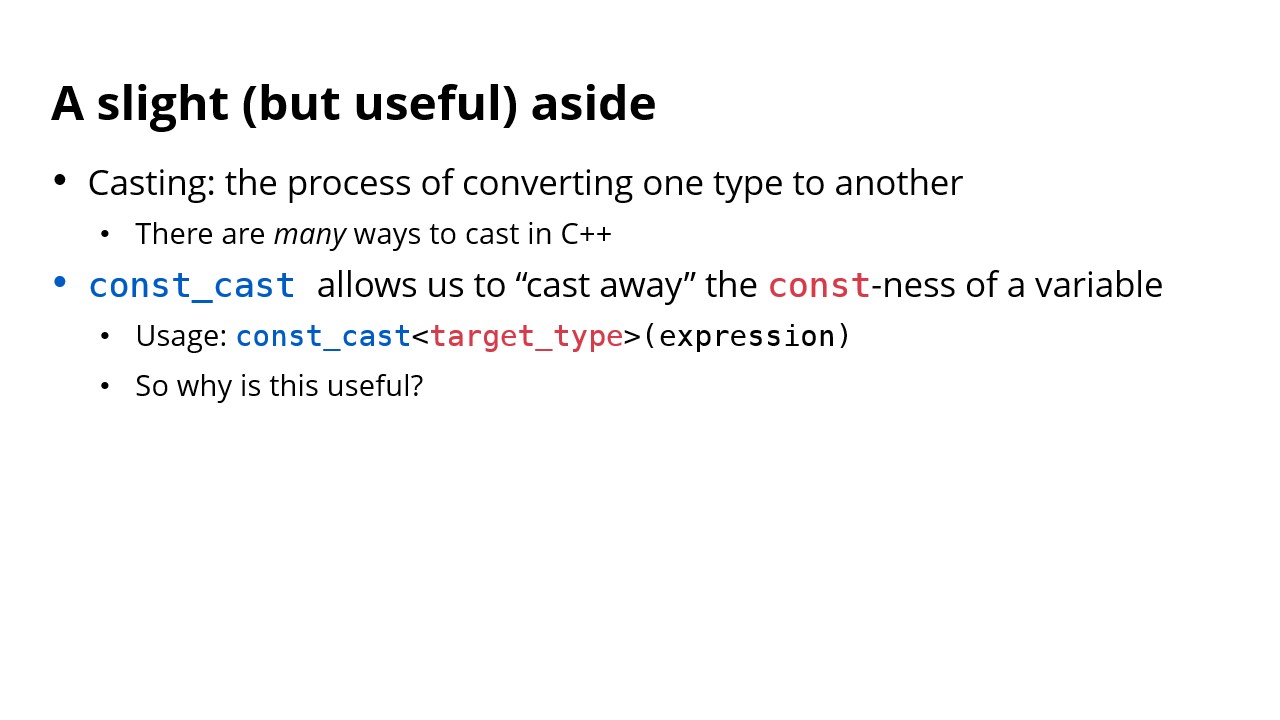 A slight (but useful) aside
• Casting: the process of converting one type to another
• There are many ways to cast in C++
• const_cast allows us to “cast away” the const-ness of a variable
• Usage: const_cast<target_type>(expression)
• So why is this useful?